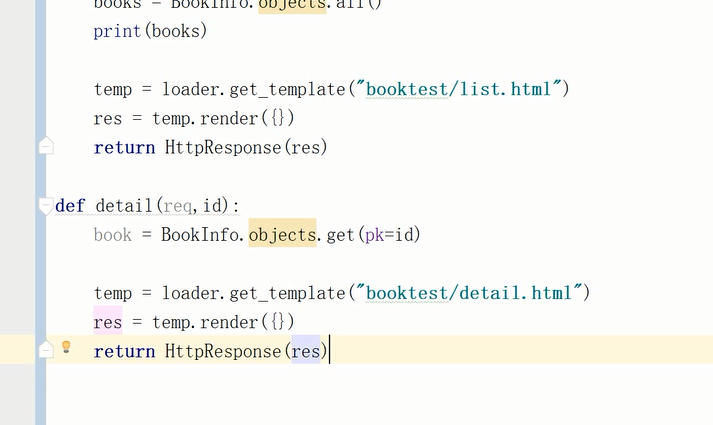 books = BookInfo.objects.all()
print(books)
temp = loader.get_template("booktest/list.html")
res = temp.render({})
return HttpResponse(res)
def detail(req,id):
book = BookInfo.objects.get(pk=id)
temp = loader.get_template("booktest/detail.html")
res = temp.render({})
return HttpResponse(res)